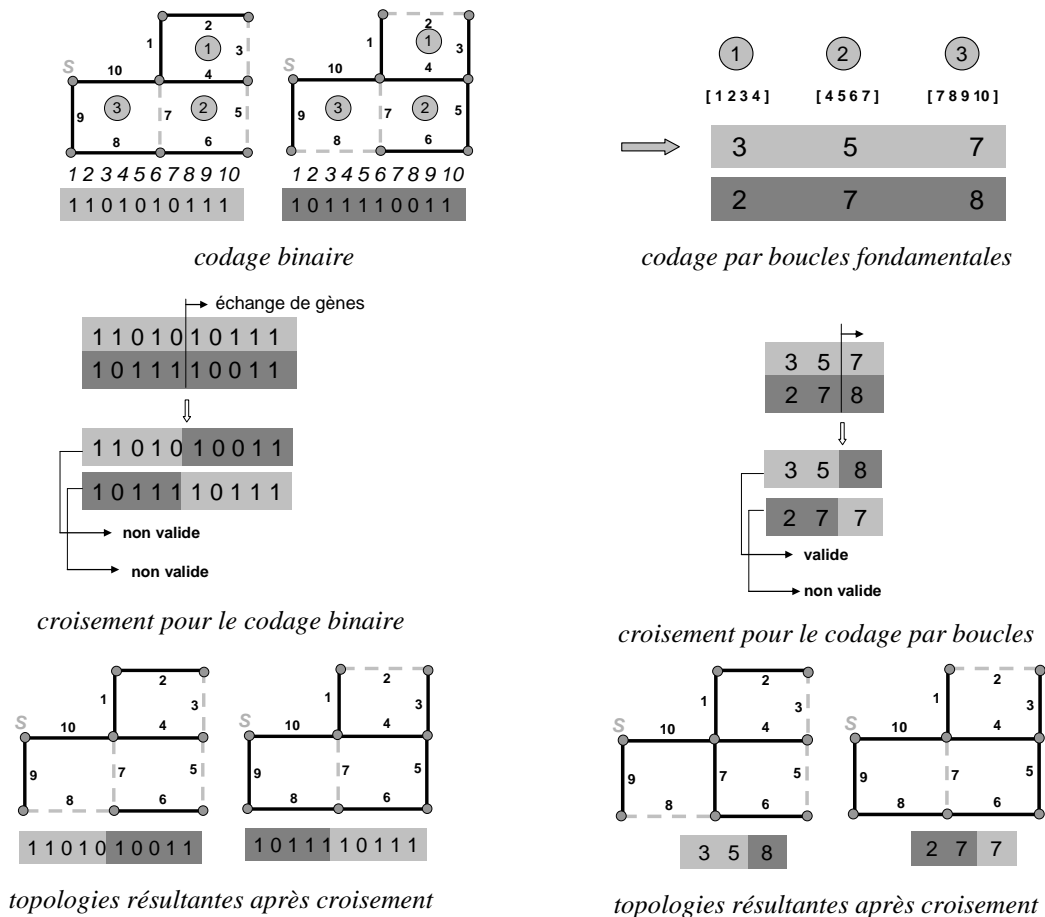 2
1 1 3
S 10 4
9 3 7 2 5
8 6
1 2 3 4 5 6 7 8 9 10
1 1 0 1 0 1 0 1 1 1
2
1 1 3
S 10 4
9 3 7 2 5
8 6
1 2 3 4 5 6 7 8 9 10
1 0 1 1 1 1 0 0 1 1
codage binaire
1 2 3
[ 1 2 3 4 ] [ 4 5 6 7 ] [ 7 8 9 10 ]
3 5 7
2 7 8
codage par boucles fondamentales
échange de gènes
1 1 0 1 0 1 0 1 1 1
1 0 1 1 1 1 0 0 1 1
1 1 0 1 0 1 0 0 1 1
1 0 1 1 1 1 0 1 1 1
non valide
non valide
croisement pour le codage binaire
3 5 7
2 7 8
3 5 8
2 7 7
valide
non valide
croisement pour le codage par boucles
2
1 3
S 10 4
9 7 5
8 6
1 1 0 1 0 1 0 0 1 1
2
1 3
S 10 4
9 7 5
8 6
1 0 1 1 1 1 0 1 1 1
topologies résultantes après croisement
2
1 3
S 10 4
9 7 5
8 6
3 5 8
2
1 3
S 10 4
9 7 5
8 6
2 7 7
topologies résultantes après croisement